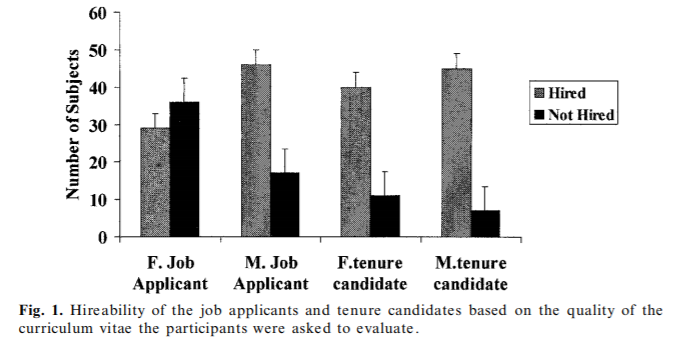 60
50
40
30
20
10
0
Number of Subjects
F. Job
Applicant
M. Job
Applicant
F.tenure
candidate
M.tenure
candidate
Hired
Not Hired
Fig. 1. Hireability of the job applicants and tenure candidates based on the quality of the
curriculum vitae the participants were asked to evaluate.